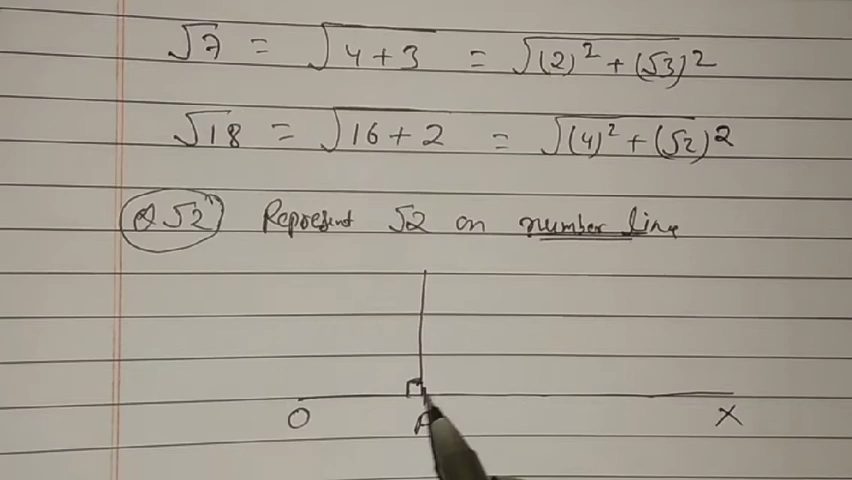 √7 = √4+3 = √(2)² + (√3)²
√18 = √16+2 = √(4)² + (√2)²
Q √2" Represent √2 on number line
O A X